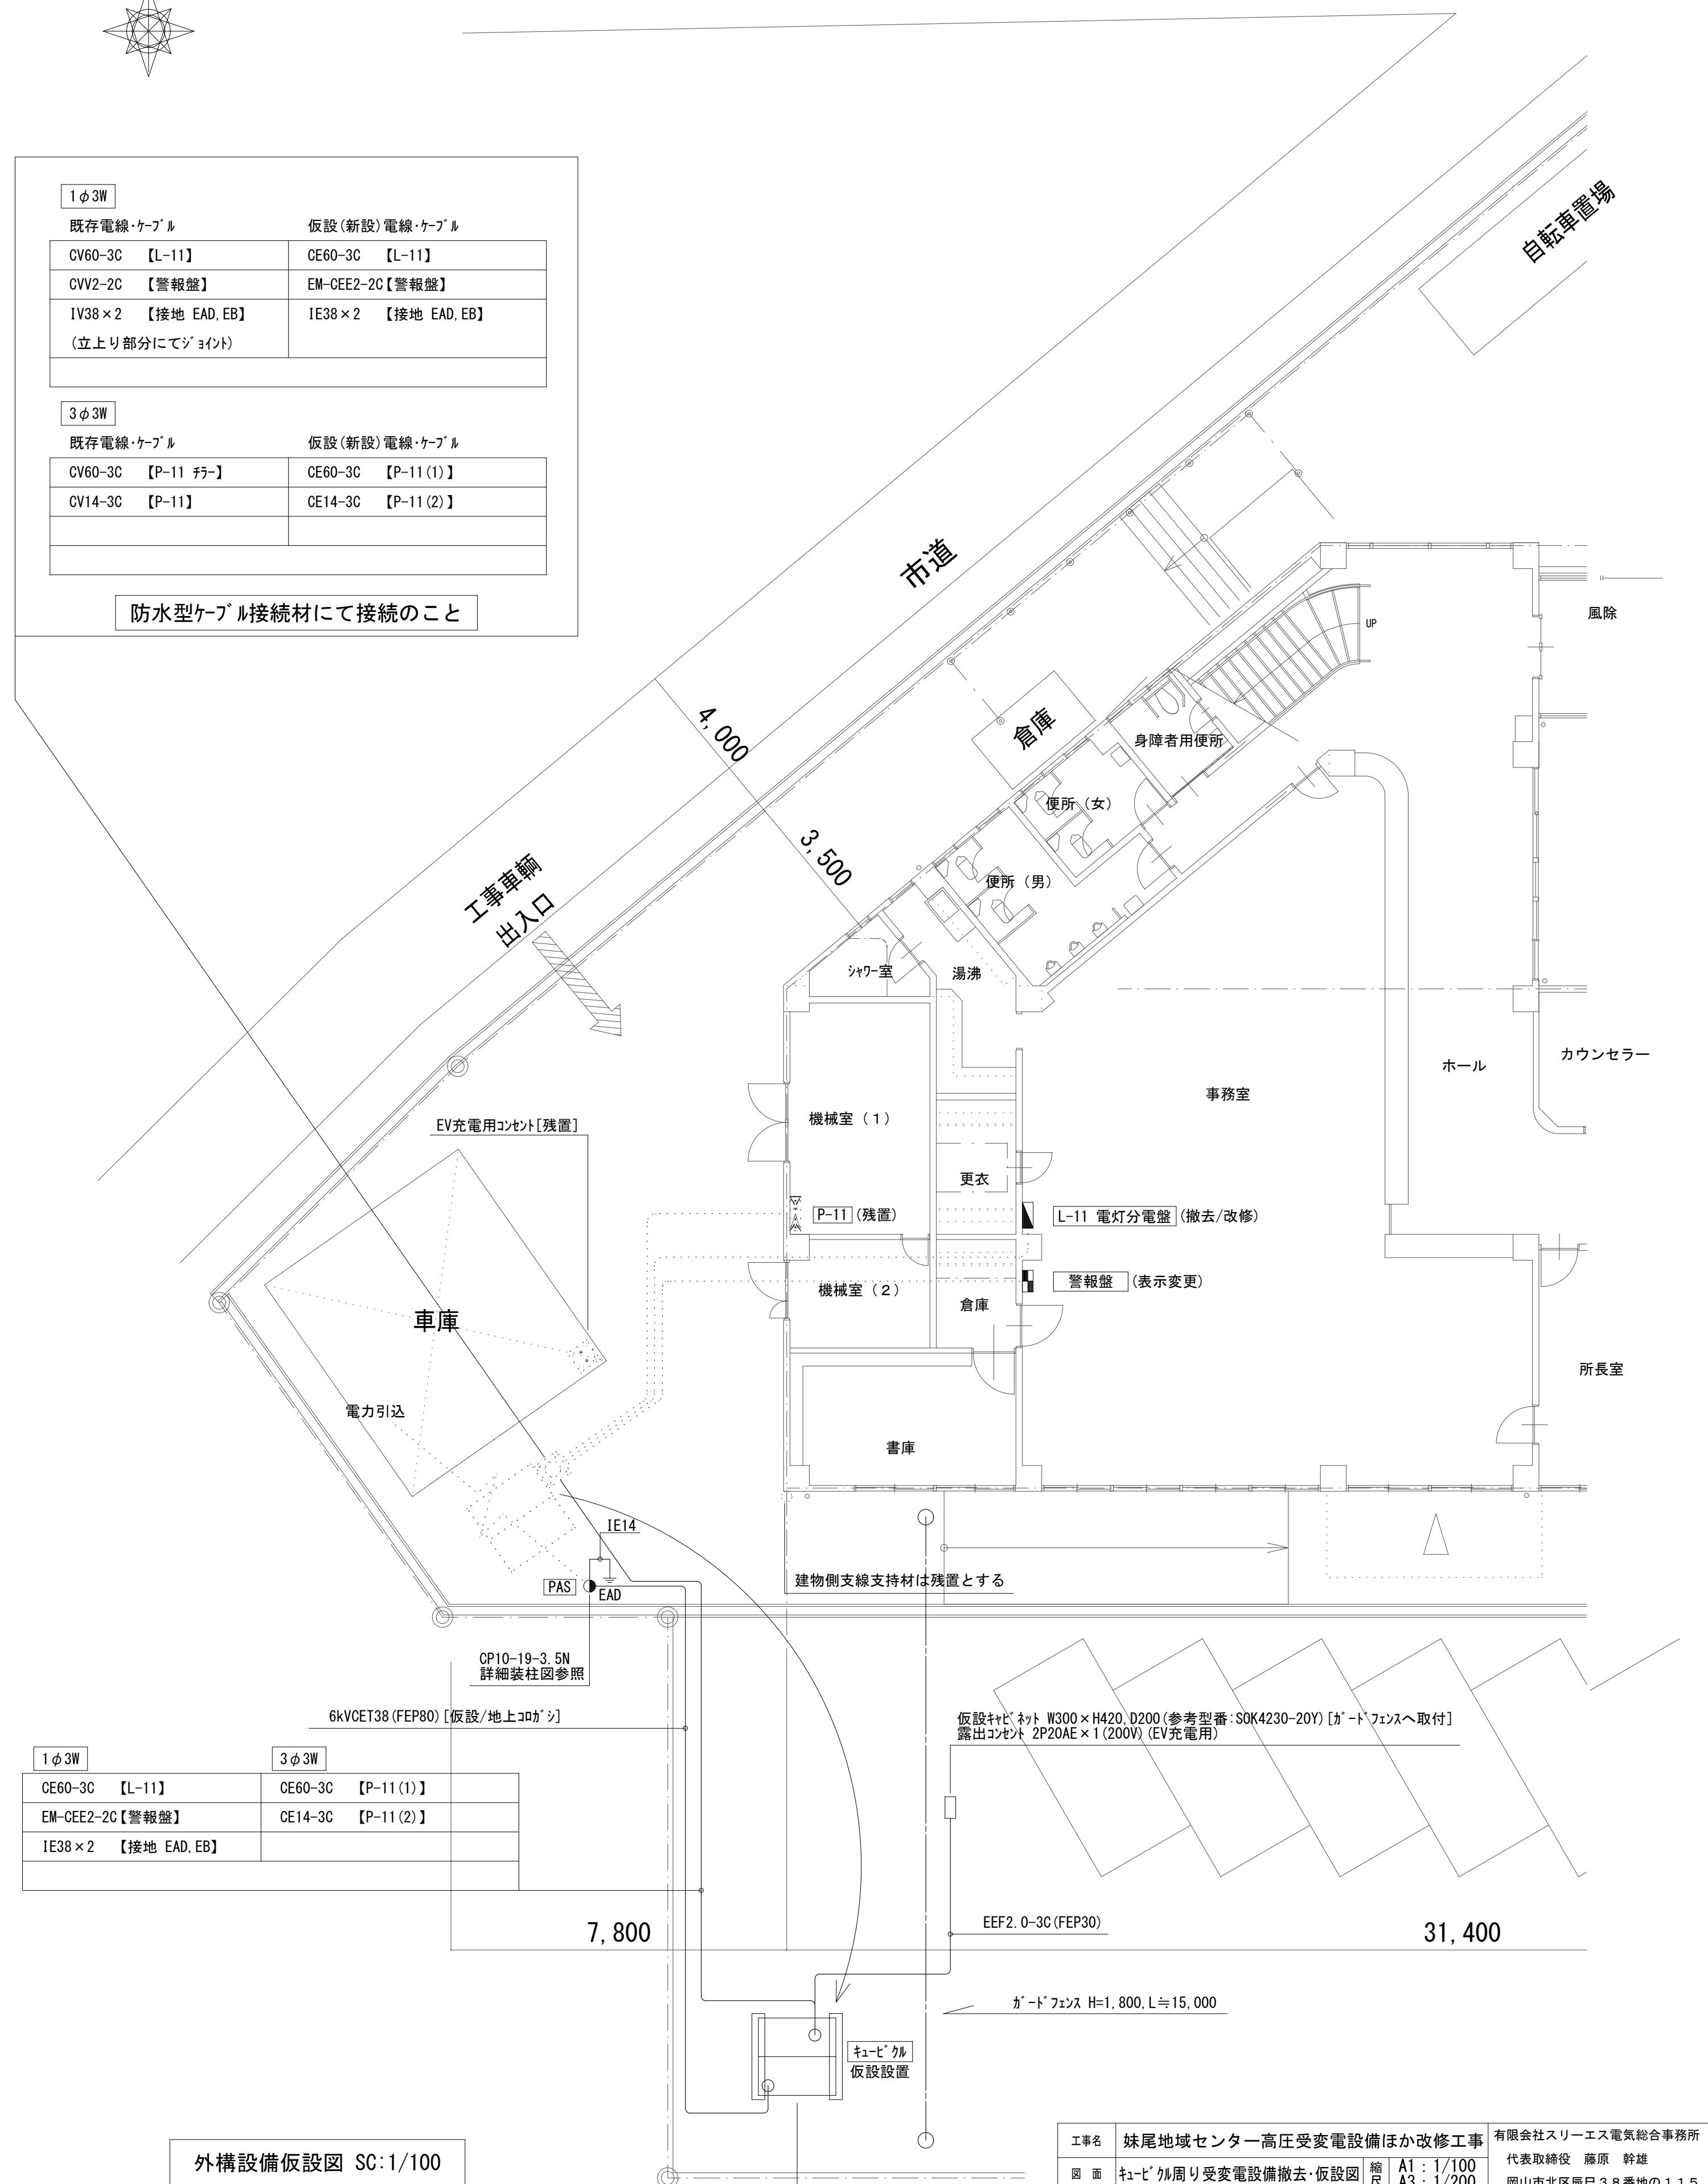 1φ3W
既存電線･ｹｰﾌﾞﾙ 仮設(新設)電線･ｹｰﾌﾞﾙ
CV60-3C 【L-11】 CE60-3C 【L-11】
CVV2-2C 【警報盤】 EM-CEE2-2C【警報盤】
IV38×2 【接地 EAD,EB】 IE38×2 【接地 EAD,EB】
(立上り部分にてｼﾞｮｲﾝﾄ)
3φ3W
既存電線･ｹｰﾌﾞﾙ 仮設(新設)電線･ｹｰﾌﾞﾙ
CV60-3C 【P-11 ﾁﾗｰ】 CE60-3C 【P-11(1)】
CV14-3C 【P-11】 CE14-3C 【P-11(2)】
防水型ｹｰﾌﾞﾙ接続材にて接続のこと
自転車置場
市道
風除
UP
倉庫
身障者用便所
4,000
便所（女）
3,500
便所（男）
工事車輌
出入口
ｼｬﾜｰ室
湯沸
ホール
カウンセラー
事務室
機械室（１）
EV充電用ｺﾝｾﾝﾄ[残置]
更衣
P-11 (残置)
L-11 電灯分電盤 (撤去/改修)
警報盤 (表示変更)
機械室（２）
倉庫
車庫
所長室
電力引込
書庫
IE14
PAS
EAD
建物側支線支持材は残置とする
CP10-19-3.5N
詳細装柱図参照
6kVCET38(FEP80)[仮設/地上ｺﾛｶﾞｼ]
仮設ｷｬﾋﾞﾈｯﾄ W300×H420,D200(参考型番:SOK4230-20Y)[ｶﾞｰﾄﾞﾌｪﾝｽへ取付]
露出ｺﾝｾﾝﾄ 2P20AE×1(200V)(EV充電用)
1φ3W 3φ3W
CE60-3C 【L-11】 CE60-3C 【P-11(1)】
EM-CEE2-2C【警報盤】 CE14-3C 【P-11(2)】
IE38×2 【接地 EAD,EB】
7,800
EEF2.0-3C(FEP30)
31,400
ｶﾞｰﾄﾞﾌｪﾝｽ H=1,800,L≒15,000
ｷｭｰﾋﾞｸﾙ
仮設設置
外構設備仮設図 SC:1/100
工事名 妹尾地域センター高圧受変電設備ほか改修工事
図 面 ｷｭｰﾋﾞｸﾙ周り受変電設備撤去･仮設図 縮尺 A1 : 1/100
A3 : 1/200
有限会社スリーエス電気総合事務所
代表取締役 藤原 幹雄
岡山市北区辰巳３８番地の１１５